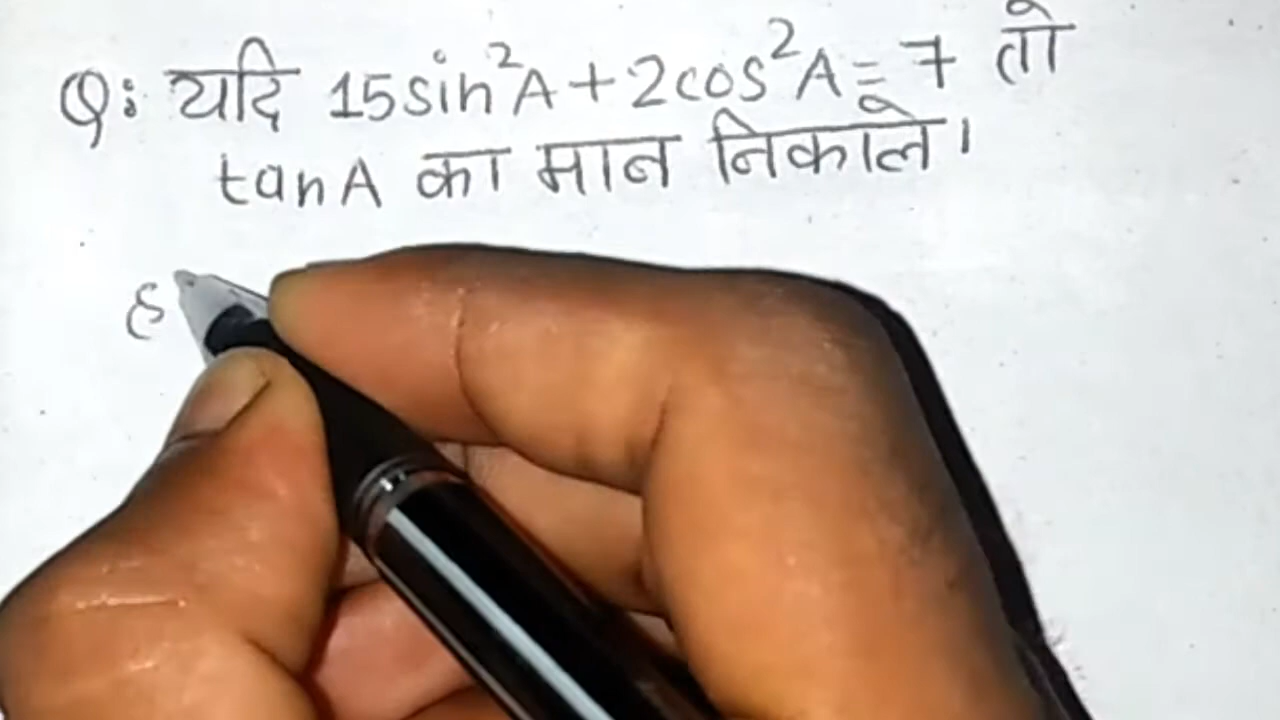 Q: यदि 15sin²A+2cos²A=7 तो
tanA का मान निकालें।